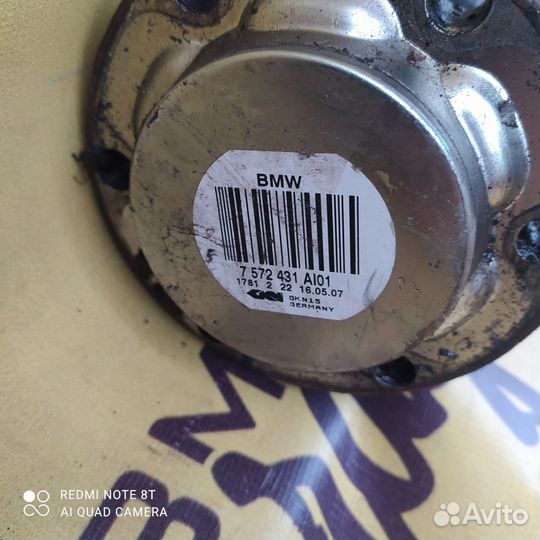 BMW
7 572 431 AI01
1781 2 22 16.05.07
GKN
GKN15
GERMANY
BM
REDMI NOTE 8T
AI QUAD CAMERA
Avito